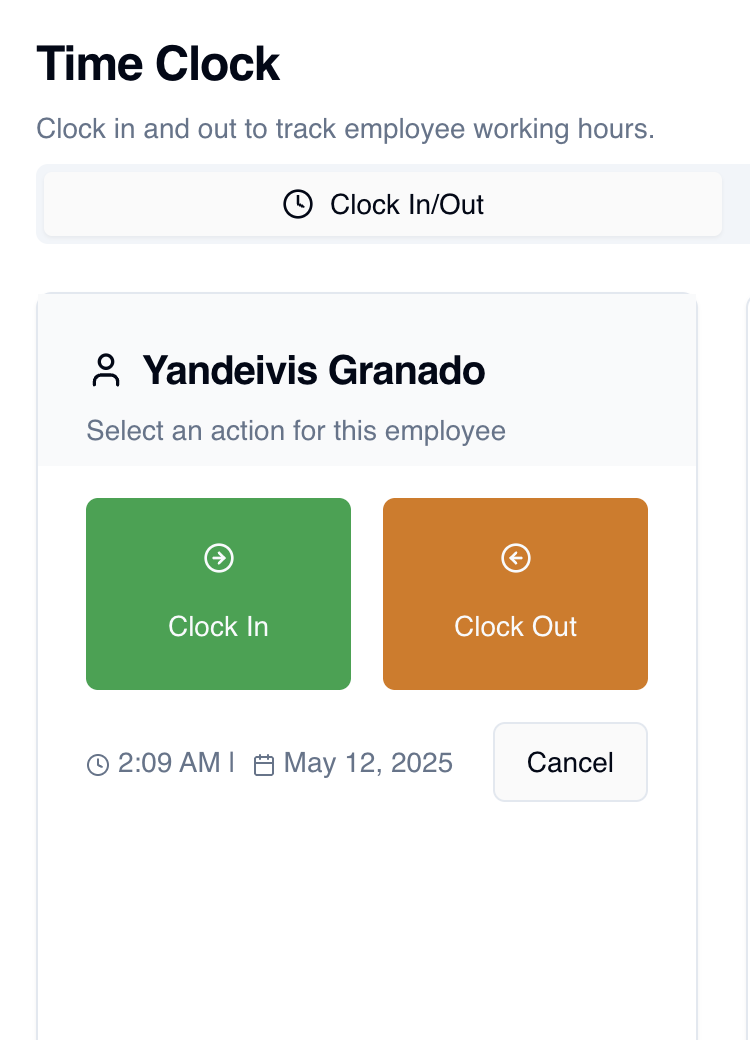 Time Clock
Clock in and out to track employee working hours.
Clock In/Out
Yandeivis Granado
Select an action for this employee
Clock In
Clock Out
2:09 AM | May 12, 2025
Cancel